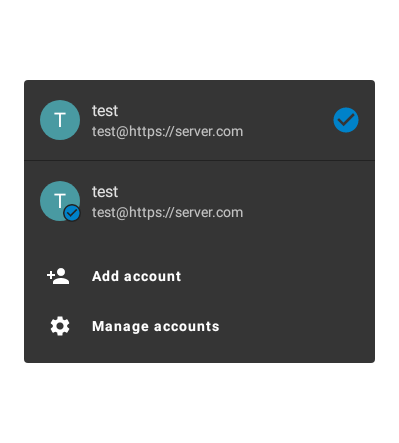 T
test
test@https://server.com
T
test
test@https://server.com
Add account
Manage accounts